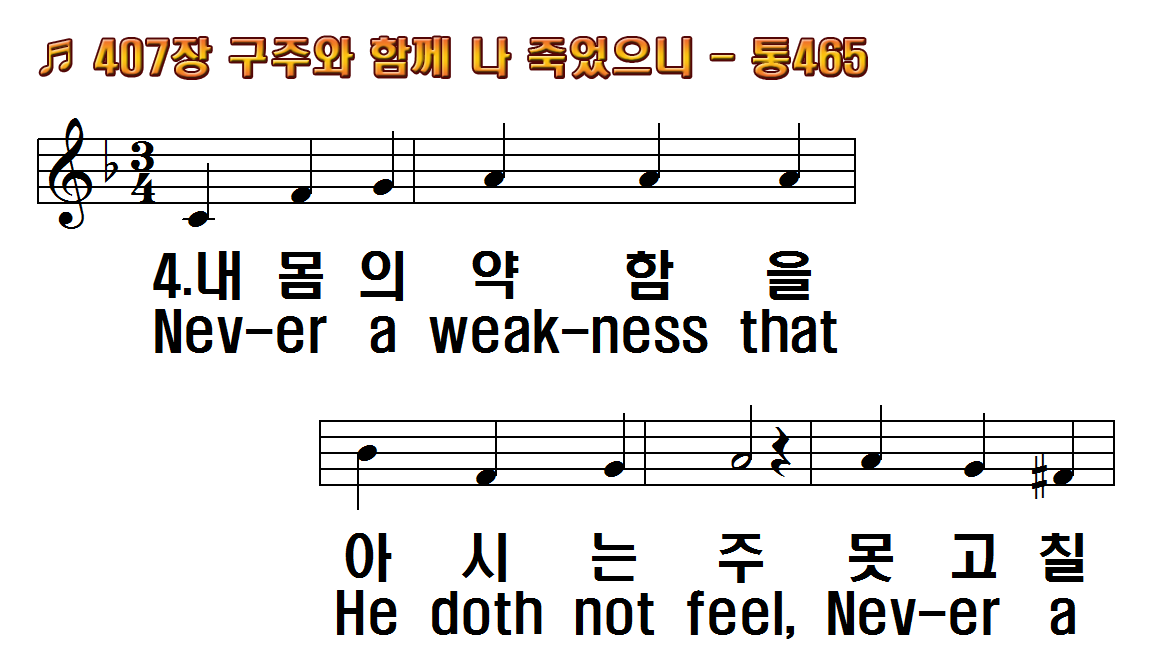 ♬ 407장 구주와 함께 나 죽었으니 - 통465
4.내 몸 의 약 함 을
Nev-er a weak-ness that
아 시 는 주 못 고 칠
He doth not feel, Nev-er a